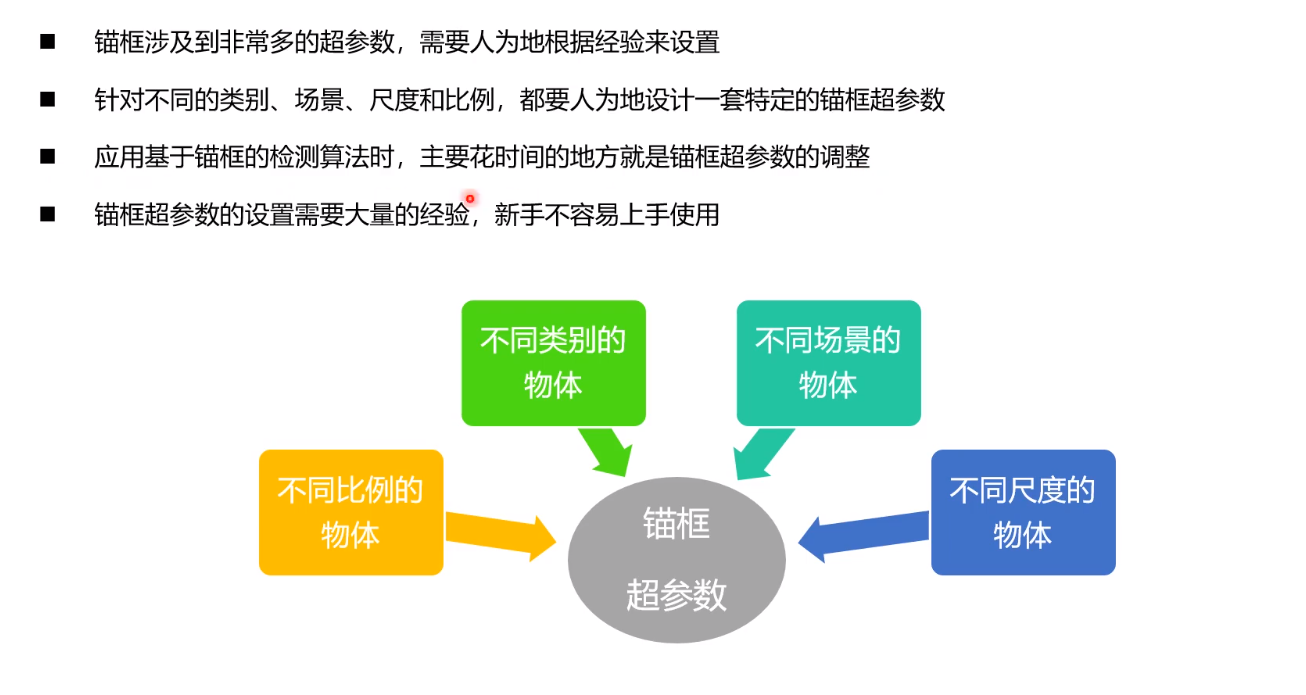 锚框涉及到非常多的超参数，需要人为地根据经验来设置
针对不同的类别、场景、尺度和比例，都要人为地设计一套特定的锚框超参数
应用基于锚框的检测算法时，主要花时间的地方就是锚框超参数的调整
锚框超参数的设置需要大量的经验，新手不容易上手使用
不同类别的
物体
不同场景的
物体
不同比例的
物体
不同尺度的
物体
锚框
超参数